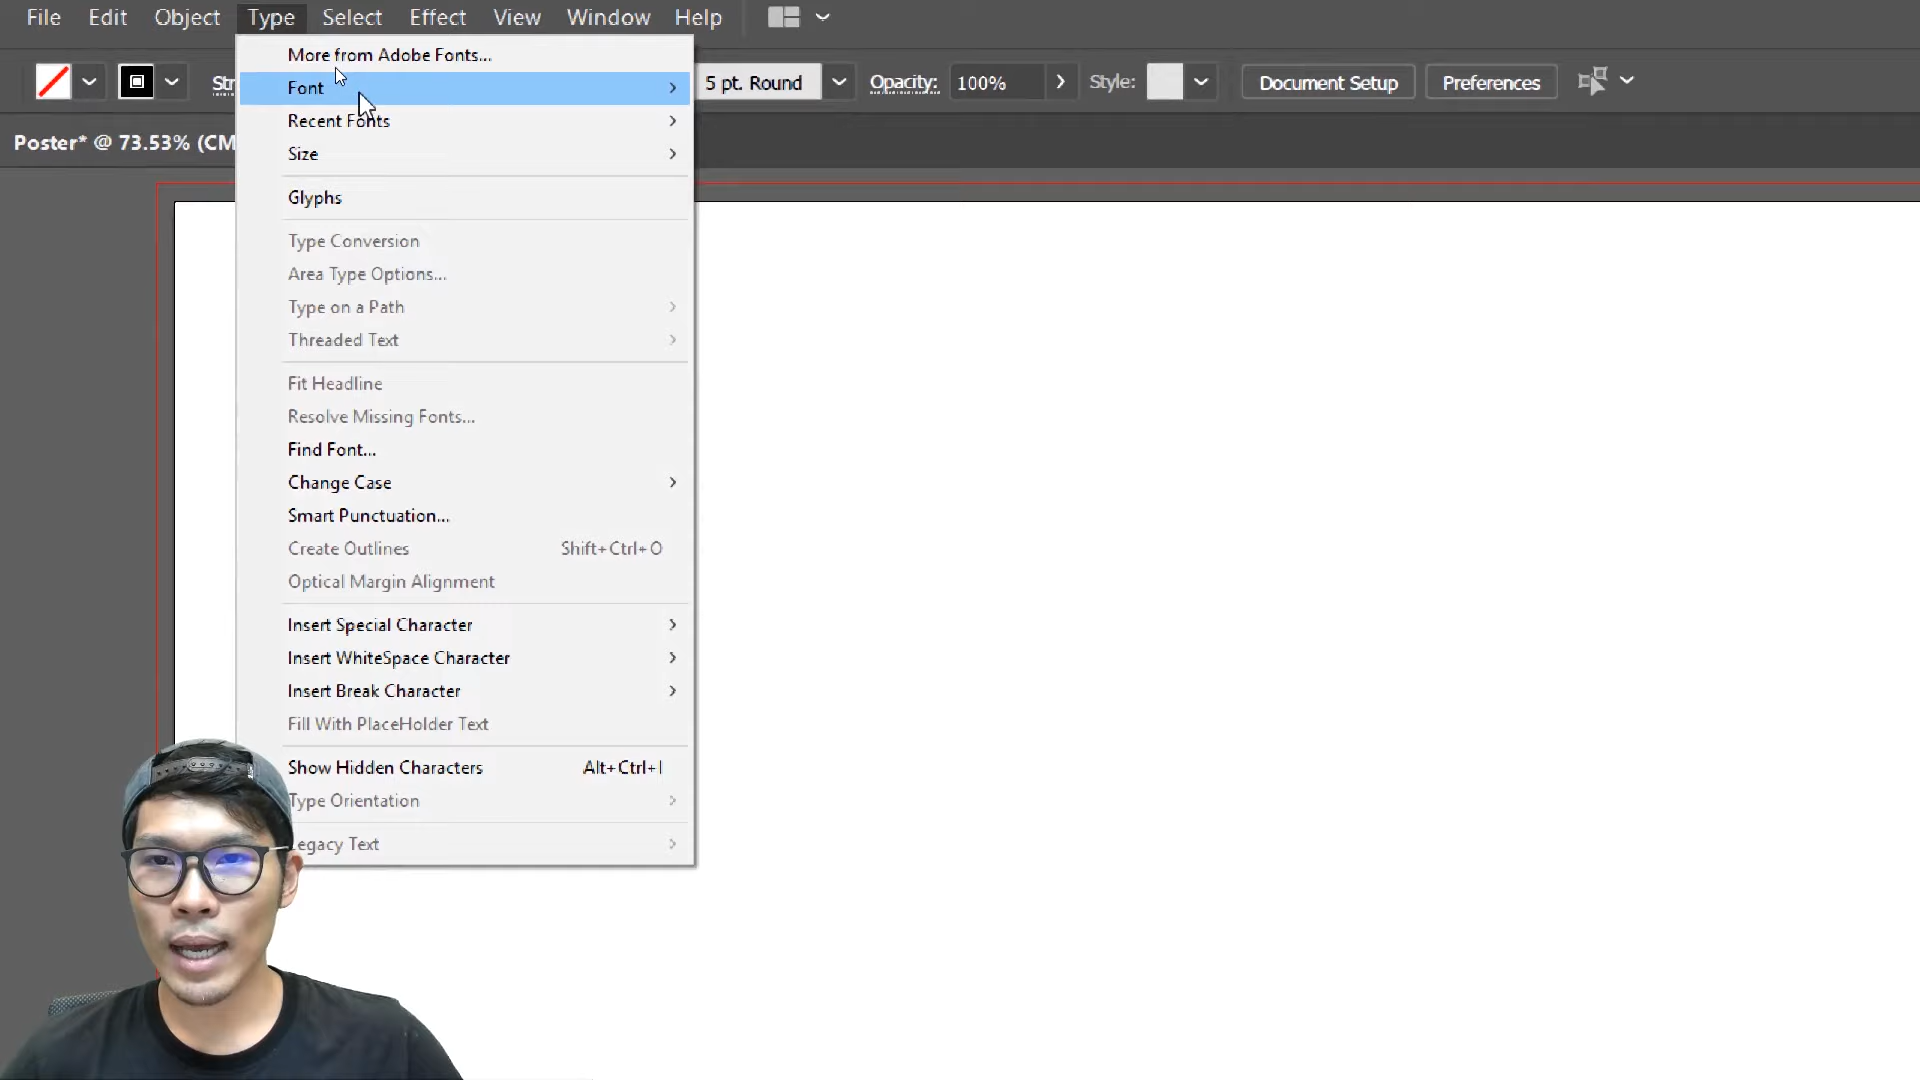 File Edit Object Type Select Effect View Window Help
Str 5 pt. Round Opacity: 100% Style: Document Setup Preferences
Poster* @ 73.53% (CM
More from Adobe Fonts...
Font
Recent Fonts
Size
Glyphs
Type Conversion
Area Type Options...
Type on a Path
Threaded Text
Fit Headline
Resolve Missing Fonts...
Find Font...
Change Case
Smart Punctuation...
Create Outlines Shift+Ctrl+O
Optical Margin Alignment
Insert Special Character
Insert WhiteSpace Character
Insert Break Character
Fill With PlaceHolder Text
Show Hidden Characters Alt+Ctrl+I
Type Orientation
Legacy Text